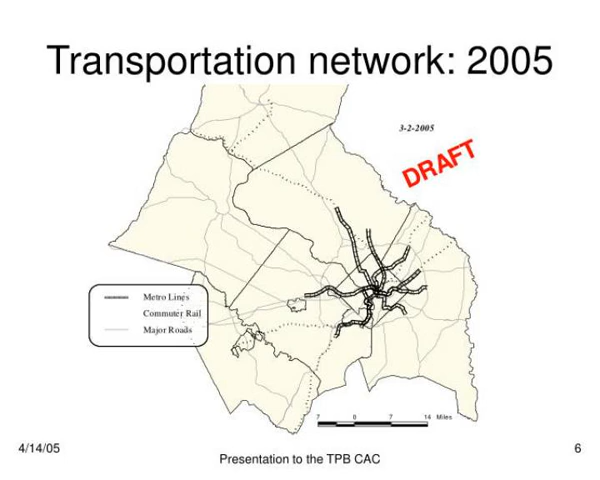 Transportation network: 2005
3-2-2005
DRAFT
Metro Lines
Commuter Rail
Major Roads
7 0 7 14 Miles
4/14/05
Presentation to the TPB CAC
6